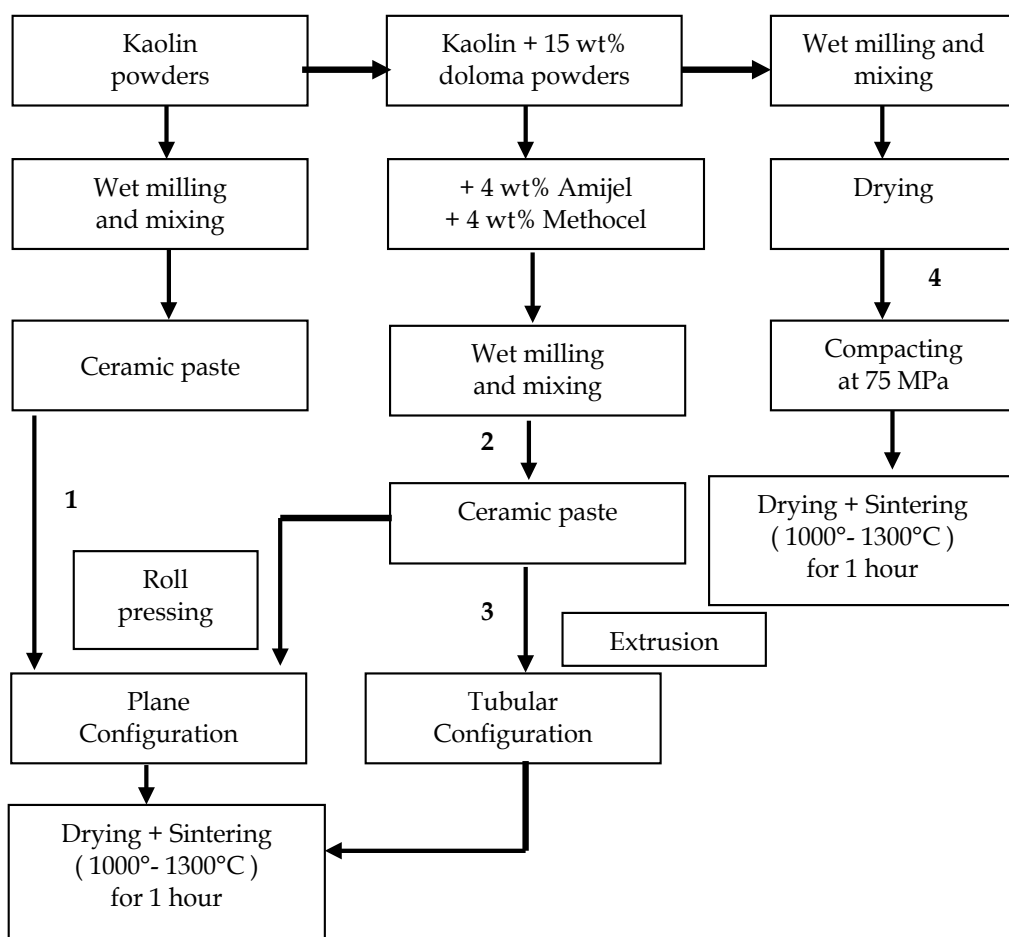 Kaolin
powders
Kaolin + 15 wt%
doloma powders
Wet milling and
mixing
Wet milling
and mixing
+ 4 wt% Amijel
+ 4 wt% Methocel
Drying
4
Ceramic paste
Wet milling
and mixing
Compacting
at 75 MPa
2
1
Ceramic paste
Drying + Sintering
( 1000°- 1300°C )
for 1 hour
Roll
pressing
3
Extrusion
Plane
Configuration
Tubular
Configuration
Drying + Sintering
( 1000°- 1300°C )
for 1 hour